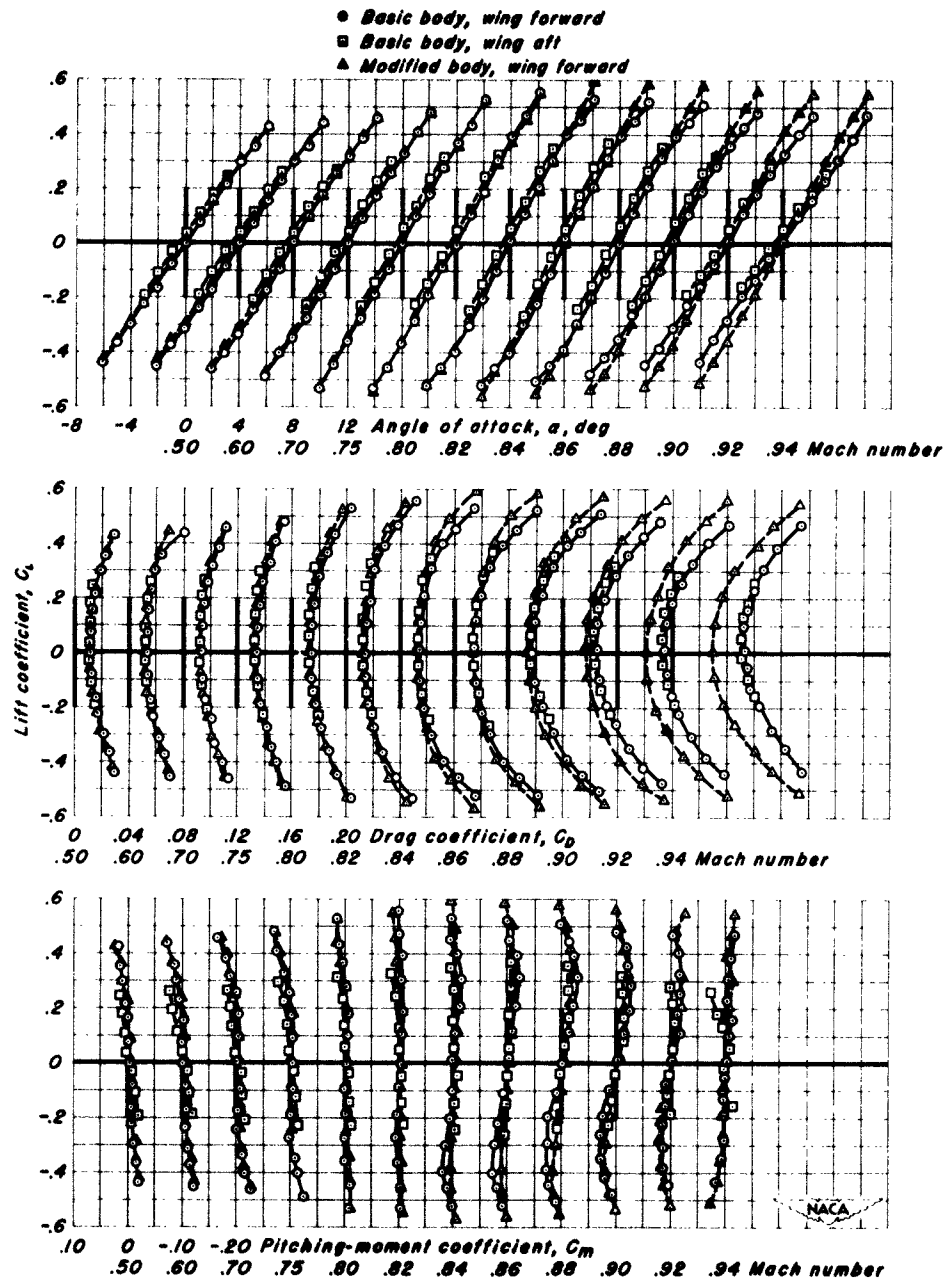 Basic body, wing forward
Basic body, wing aft
Modified body, wing forward
.6
.4
.2
0
-.2
-.4
-.6
-8 -4 0 4 8 12 Angle of attack, a, deg
.50 .60 .70 .75 .80 .82 .84 .86 .88 .90 .92 .94 Mach number
Lift coefficient, CL
.4
.2
0
-.2
-.4
-.6
0 .04 .08 .12 .16 .20 Drag coefficient, CD
.50 .60 .70 .75 .80 .82 .84 .86 .88 .90 .92 .94 Mach number
.6
.4
.2
0
-.2
-.4
-.6
.10 0 -.10 -.20 Pitching-moment coefficient, Cm
.50 .60 .70 .75 .80 .82 .84 .86 .88 .90 .92 .94 Mach number
NACA